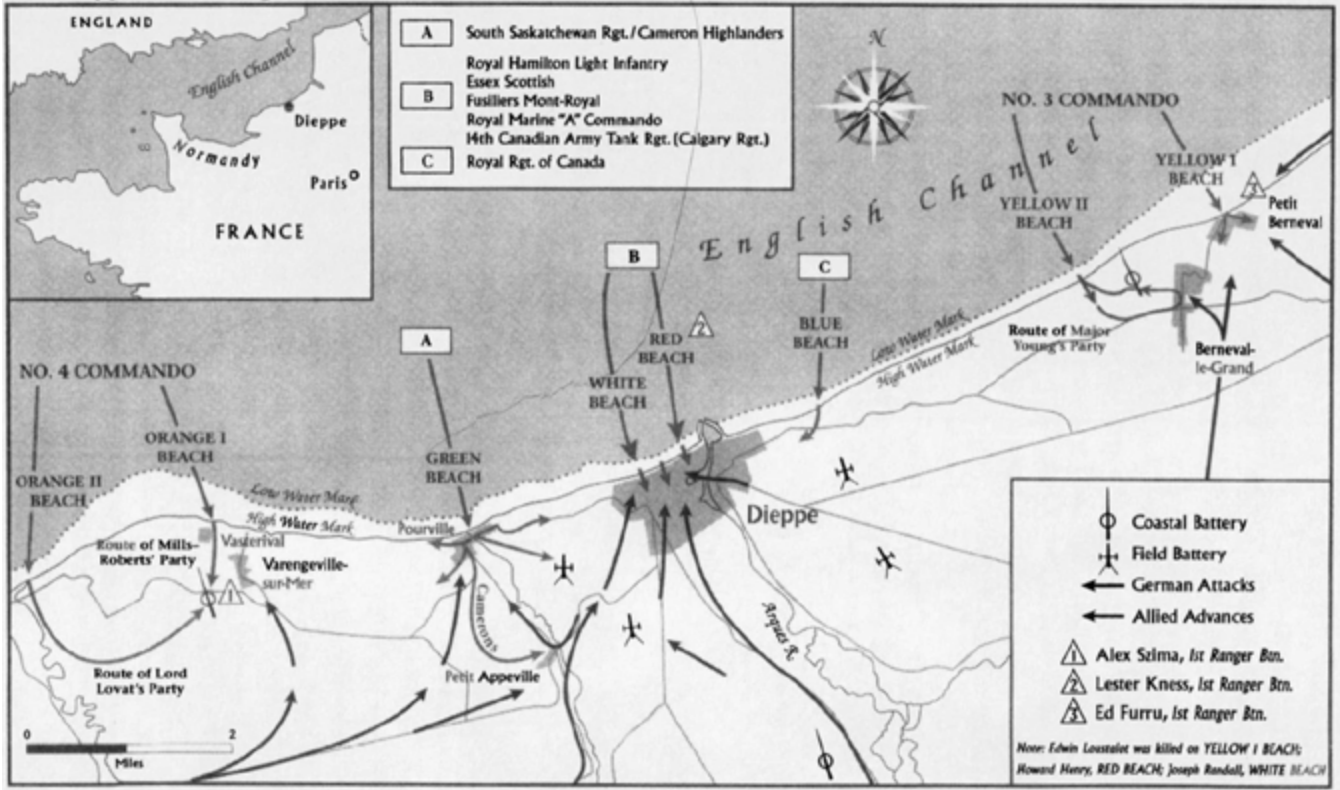 ENGLAND
English Channel
Dieppe
Normandy
Paris
FRANCE
A
South Saskatchewan Rgt./Cameron Highlanders
B
Royal Hamilton Light Infantry
Essex Scottish
Fusiliers Mont-Royal
Royal Marine "A" Commando
14th Canadian Army Tank Rgt. (Calgary Rgt.)
C
Royal Rgt. of Canada
N
English Channel
NO. 3 COMMANDO
YELLOW I
BEACH
3
Petit
Berneval
YELLOW II
BEACH
Route of Major
Young's Party
Berneval-
le-Grand
B
C
RED
BEACH
2
BLUE
BEACH
WHITE
BEACH
Low Water Mark
High Water Mark
A
NO. 4 COMMANDO
ORANGE I
BEACH
ORANGE II
BEACH
GREEN
BEACH
Low Water Mark
High Water Mark
Pourville
Dieppe
Route of Mills-
Roberts' Party
Vasterival
Varengeville-
sur-Mer
1
Camerons
Arques R.
Route of Lord
Lovat's Party
Petit Appeville
0 2
Miles
Coastal Battery
Field Battery
German Attacks
Allied Advances
1 Alex Szima, 1st Ranger Btn.
2 Lester Kness, 1st Ranger Btn.
3 Ed Furru, 1st Ranger Btn.
Note: Edwin Loustalot was killed on YELLOW I BEACH;
Howard Henry, RED BEACH; Joseph Randall, WHITE BEACH